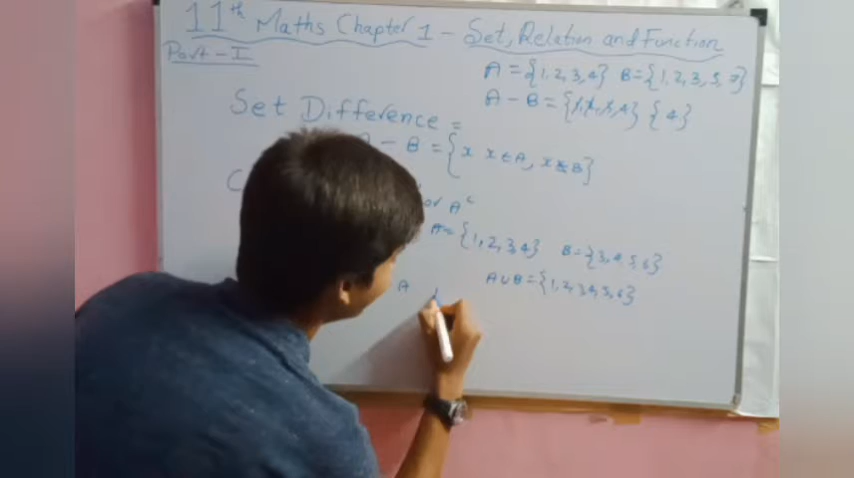 11th Maths Chapter 1 - Set, Relation and Function
Part - I
A = {1, 2, 3, 4} B = {1, 2, 3, 5, 7}
A - B = {1, 2, 3, 4} {4}
Set Difference =
A - B = {x x ∈ A, x ∉ B}
C
or Aᶜ
A = {1, 2, 3, 4} B = {3, 4, 5, 6}
A A ∪ B = {1, 2, 3, 4, 5, 6}